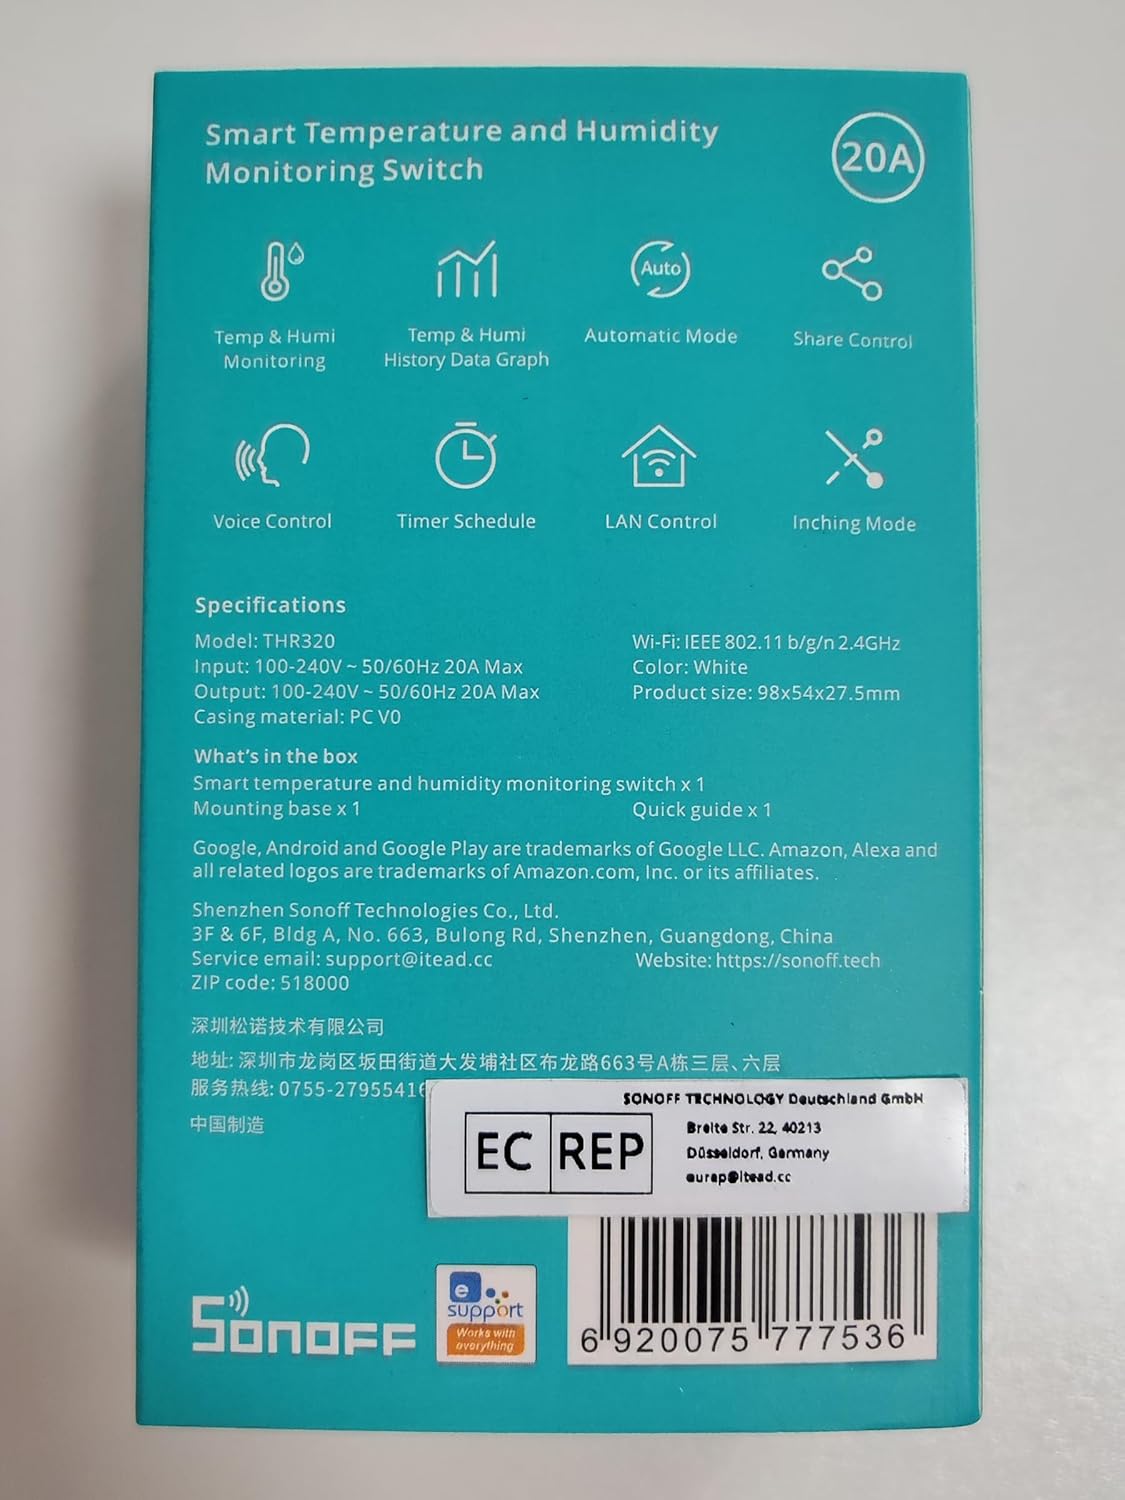 Smart Temperature and Humidity
Monitoring Switch
20A
Temp & Humi
Monitoring
Temp & Humi
History Data Graph
Auto
Automatic Mode
Share Control
Voice Control
Timer Schedule
LAN Control
Inching Mode
Specifications
Model: THR320
Wi-Fi: IEEE 802.11 b/g/n 2.4GHz
Input: 100-240V ~ 50/60Hz 20A Max
Color: White
Output: 100-240V ~ 50/60Hz 20A Max
Product size: 98x54x27.5mm
Casing material: PC V0
What's in the box
Smart temperature and humidity monitoring switch x 1
Mounting base x 1
Quick guide x 1
Google, Android and Google Play are trademarks of Google LLC. Amazon, Alexa and
all related logos are trademarks of Amazon.com, Inc. or its affiliates.
Shenzhen Sonoff Technologies Co., Ltd.
3F & 6F, Bldg A, No. 663, Bulong Rd, Shenzhen, Guangdong, China
Service email: support@itead.cc
Website: https://sonoff.tech
ZIP code: 518000
深圳松诺技术有限公司
地址: 深圳市龙岗区坂田街道大发埔社区布龙路663号A栋三层、六层
服务热线: 0755-27955416
中国制造
SONOFF TECHNOLOGY Deutschland GmbH
EC REP
Breite Str. 22, 40213
Düsseldorf, Germany
eurep@itead.cc
SONOFF
e
support
Works with
everything
6 920075 777536